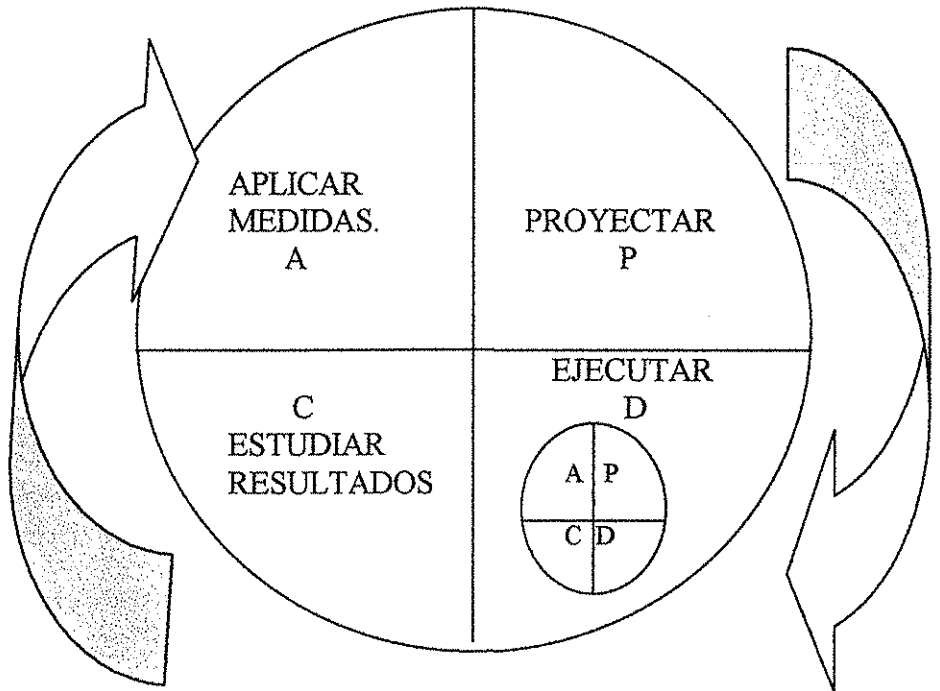 APLICAR
MEDIDAS.
A
PROYECTAR
P
EJECUTAR
D
A P
C D
C
ESTUDIAR
RESULTADOS